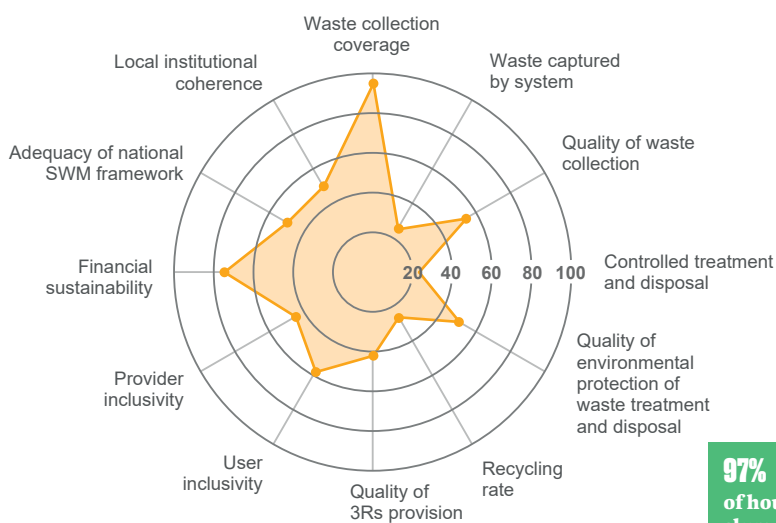 Waste collection
coverage
Waste captured
by system
Quality of waste
collection
Controlled treatment
and disposal
Quality of
environmental
protection of
waste treatment
and disposal
Recycling
rate
Quality of
3Rs provision
User
inclusivity
Provider
inclusivity
Financial
sustainability
Adequacy of national
SWM framework
Local institutional
coherence
20 40 60 80 100
97%